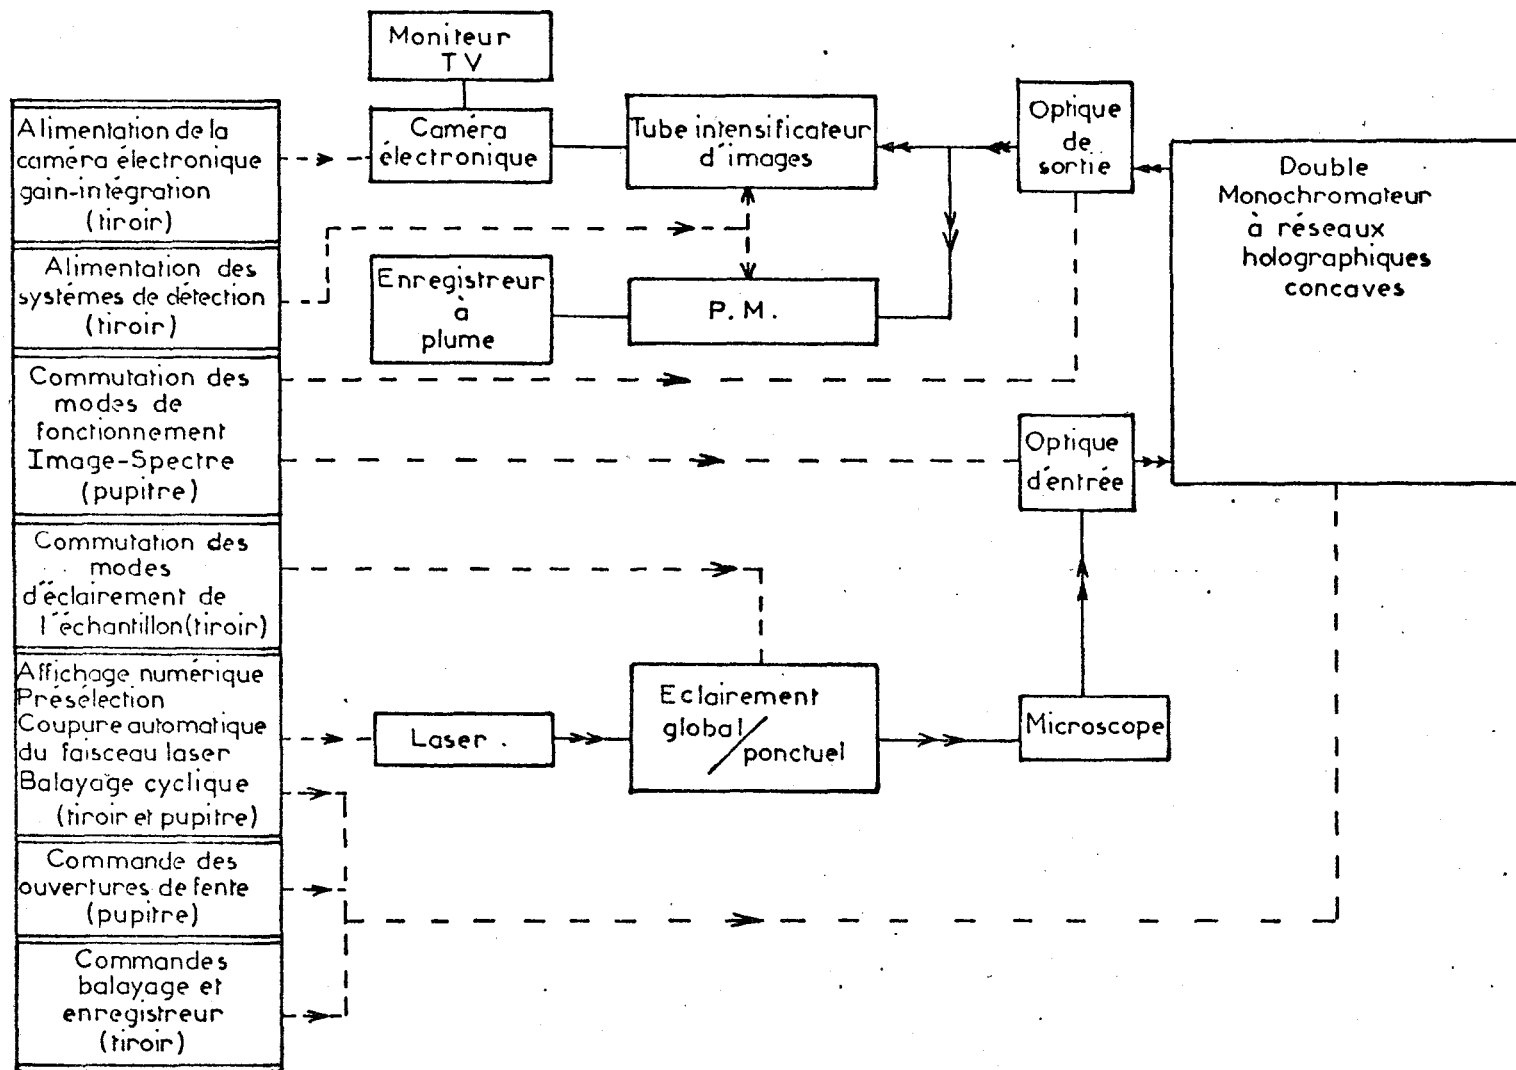 Moniteur
TV
Alimentation de la
caméra électronique
gain-intégration
(tiroir)
Caméra
électronique
Tube intensificateur
d'images
Optique
de
sortie
Double
Monochromateur
à réseaux
holographiques
concaves
Alimentation des
systémes de détection
(tiroir)
Enregistreur
à
plume
P. M.
Commutation des
modes de
fonctionnement
Image-Spectre
(pupitre)
Optique
d'entrée
Commutation des
modes
d'éclairement de
l'échantillon(tiroir)
Affichage numérique
Présélection
Coupure automatique
du faisceau laser
Balayage cyclique
(tiroir et pupitre)
Laser .
Eclairement
global/
ponctuel
Microscope
Commande des
ouvertures de fente
(pupitre)
Commandes
balayage et
enregistreur
(tiroir)